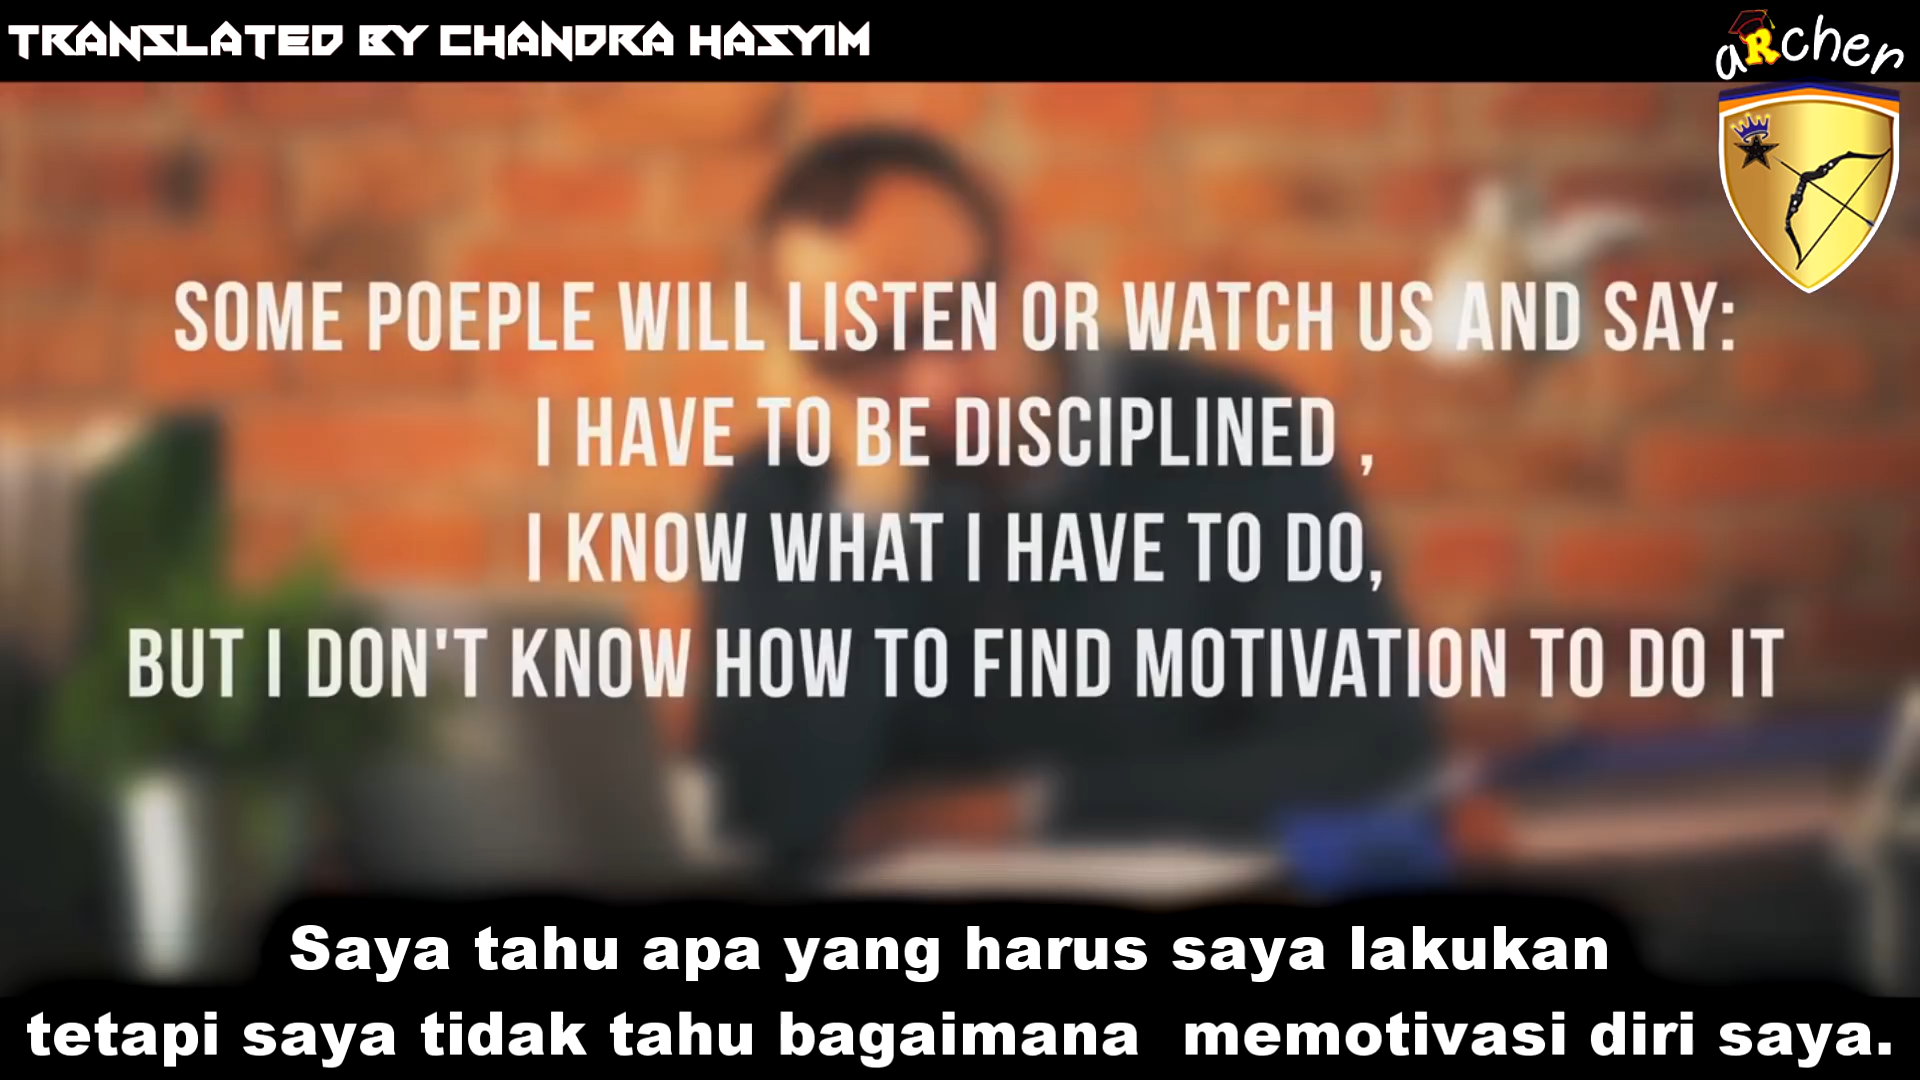 TRANSLATED BY CHANDRA HASYIM
aRcher
SOME POEPLE WILL LISTEN OR WATCH US AND SAY:
I HAVE TO BE DISCIPLINED ,
I KNOW WHAT I HAVE TO DO,
BUT I DON'T KNOW HOW TO FIND MOTIVATION TO DO IT
Saya tahu apa yang harus saya lakukan
tetapi saya tidak tahu bagaimana  memotivasi diri saya.